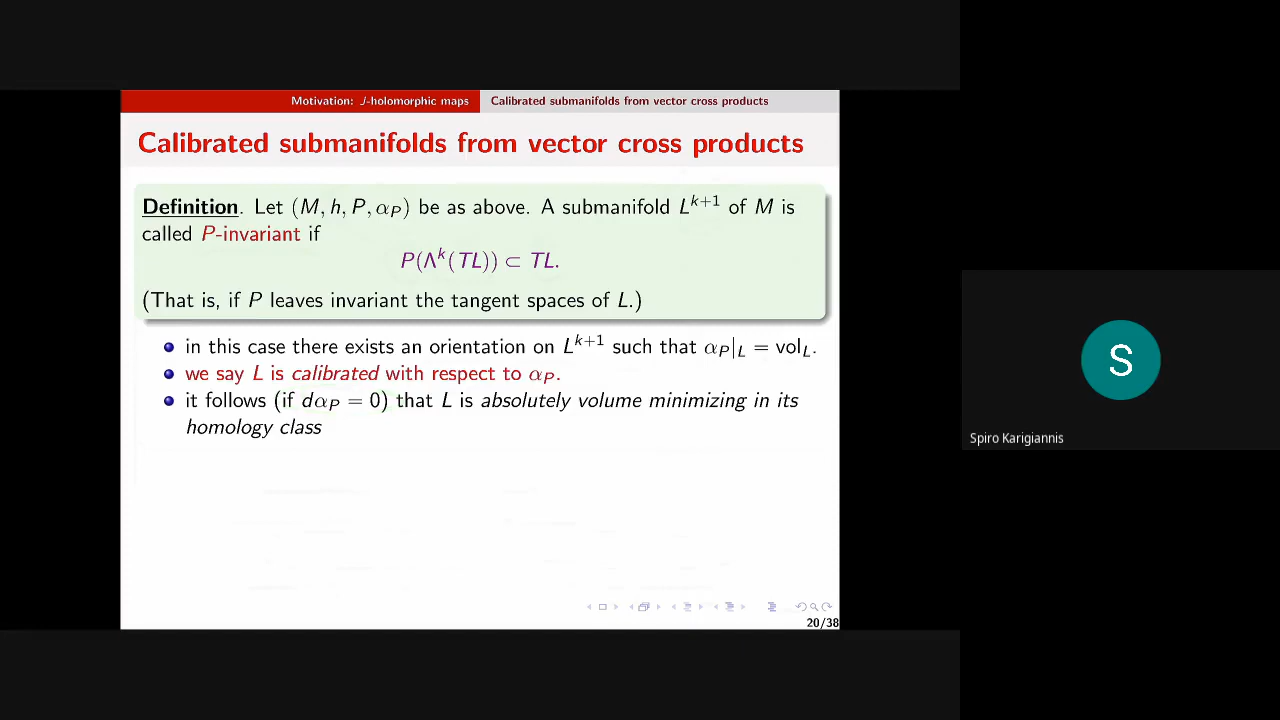 Motivation: J-holomorphic maps Calibrated submanifolds from vector cross products
Calibrated submanifolds from vector cross products
Definition. Let (M, h, P, α_P) be as above. A submanifold L^{k+1} of M is
called P-invariant if
P(Λ^k(TL)) ⊂ TL.
(That is, if P leaves invariant the tangent spaces of L.)
in this case there exists an orientation on L^{k+1} such that α_P|_L = vol_L.
we say L is calibrated with respect to α_P.
it follows (if dα_P = 0) that L is absolutely volume minimizing in its
homology class
20/38
S
Spiro Karigiannis